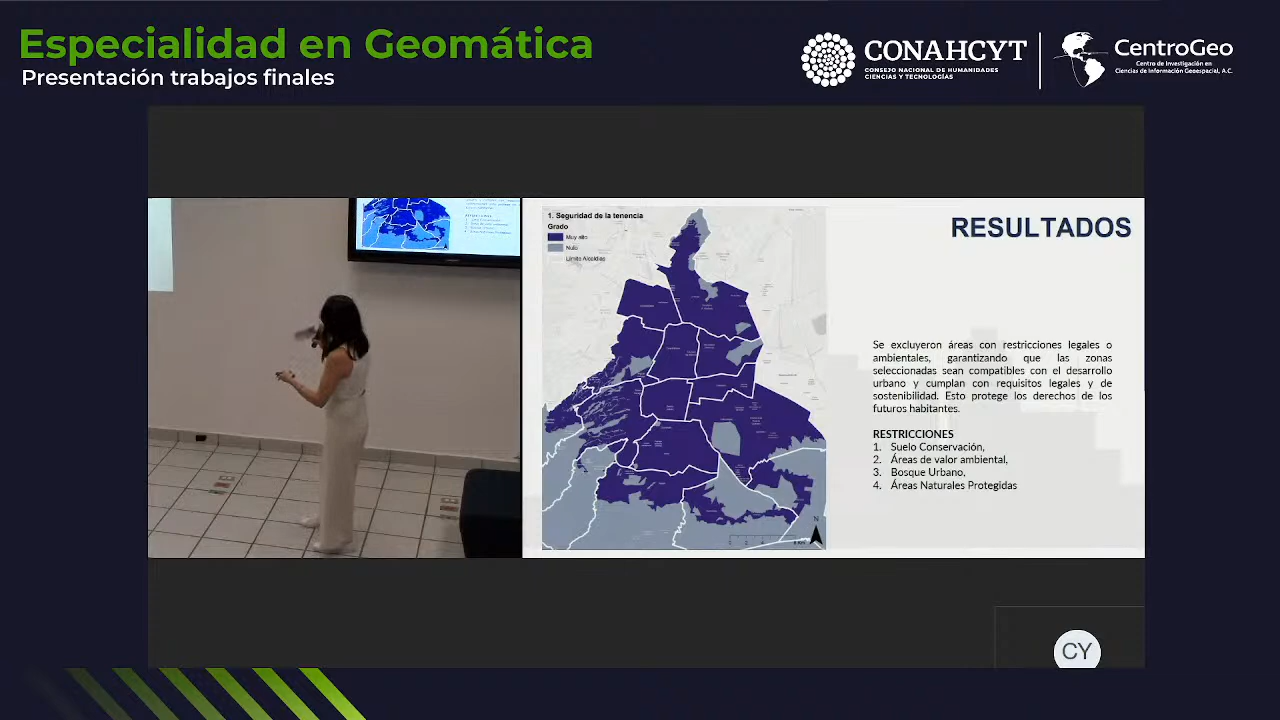 Especialidad en Geomática
Presentación trabajos finales
CONAHCYT
CONSEJO NACIONAL DE HUMANIDADES
CIENCIAS Y TECNOLOGÍAS
CentroGeo
Centro de Investigación en
Ciencias de Información Geoespacial, A.C.
1. Seguridad de la tenencia
Grado
Muy alto
Nulo
Límite Alcaldías
N
RESULTADOS
Se excluyeron áreas con restricciones legales o
ambientales, garantizando que las zonas
seleccionadas sean compatibles con el desarrollo
urbano y cumplan con requisitos legales y de
sostenibilidad. Esto protege los derechos de los
futuros habitantes.
RESTRICCIONES
1. Suelo Conservación,
2. Áreas de valor ambiental,
3. Bosque Urbano,
4. Áreas Naturales Protegidas
CY